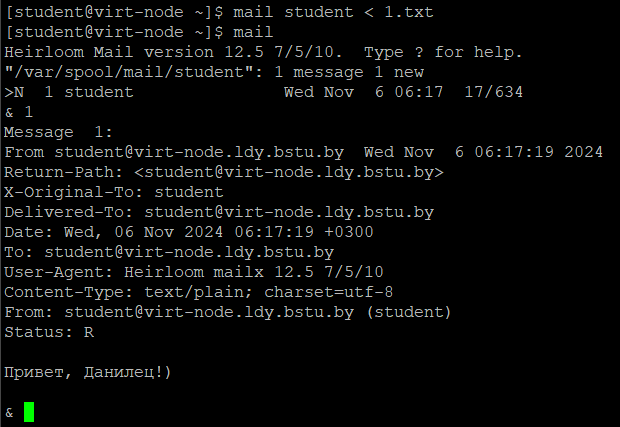 [student@virt-node ~]$ mail student < 1.txt
[student@virt-node ~]$ mail
Heirloom Mail version 12.5 7/5/10.  Type ? for help.
"/var/spool/mail/student": 1 message 1 new
>N  1 student               Wed Nov  6 06:17  17/634
& 1
Message  1:
From student@virt-node.ldy.bstu.by  Wed Nov  6 06:17:19 2024
Return-Path: <student@virt-node.ldy.bstu.by>
X-Original-To: student
Delivered-To: student@virt-node.ldy.bstu.by
Date: Wed, 06 Nov 2024 06:17:19 +0300
To: student@virt-node.ldy.bstu.by
User-Agent: Heirloom mailx 12.5 7/5/10
Content-Type: text/plain; charset=utf-8
From: student@virt-node.ldy.bstu.by (student)
Status: R

Привет, Данилец!)

&